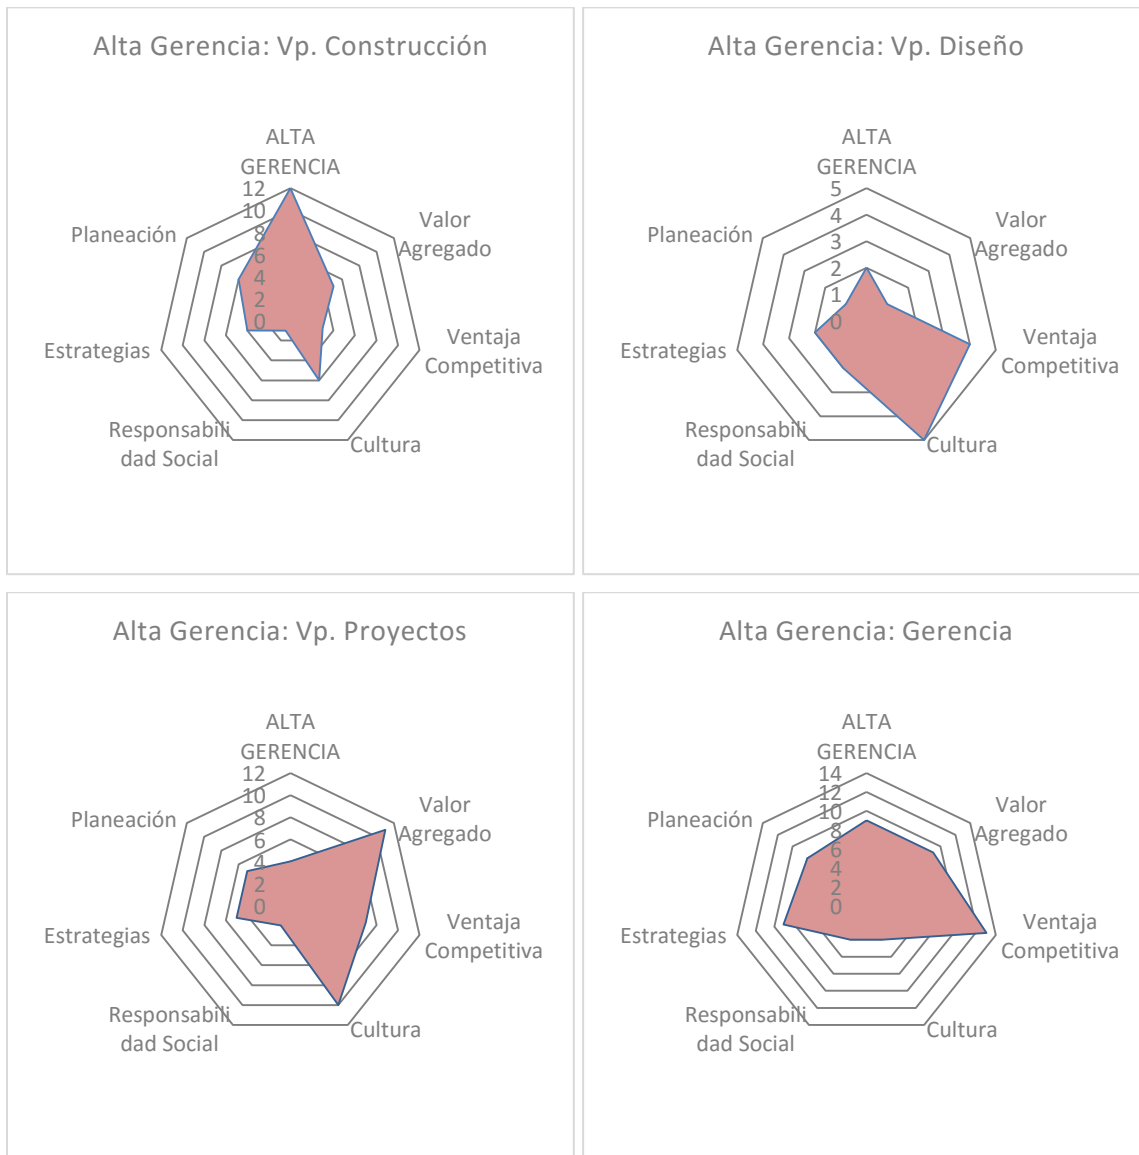 Alta Gerencia: Vp. Construcción
ALTA
GERENCIA
12
10
8
6
4
2
0
Valor
Agregado
Ventaja
Competitiva
Cultura
Responsabili
dad Social
Estrategias
Planeación
Alta Gerencia: Vp. Diseño
ALTA
GERENCIA
5
4
3
2
1
0
Valor
Agregado
Ventaja
Competitiva
Cultura
Responsabili
dad Social
Estrategias
Planeación
Alta Gerencia: Vp. Proyectos
ALTA
GERENCIA
12
10
8
6
4
2
0
Valor
Agregado
Ventaja
Competitiva
Cultura
Responsabili
dad Social
Estrategias
Planeación
Alta Gerencia: Gerencia
ALTA
GERENCIA
14
12
10
8
6
4
2
0
Valor
Agregado
Ventaja
Competitiva
Cultura
Responsabili
dad Social
Estrategias
Planeación